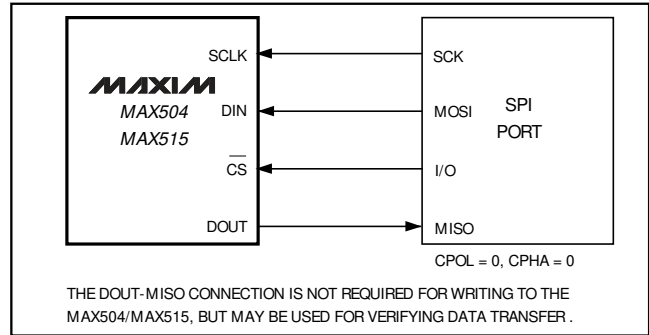 SCLK SCK
MAXIM
MAX504 DIN MOSI SPI
MAX515 PORT
CS I/O
DOUT MISO
CPOL = 0, CPHA = 0
THE DOUT-MISO CONNECTION IS NOT REQUIRED FOR WRITING TO THE
MAX504/MAX515, BUT MAY BE USED FOR VERIFYING DATA TRANSFER .